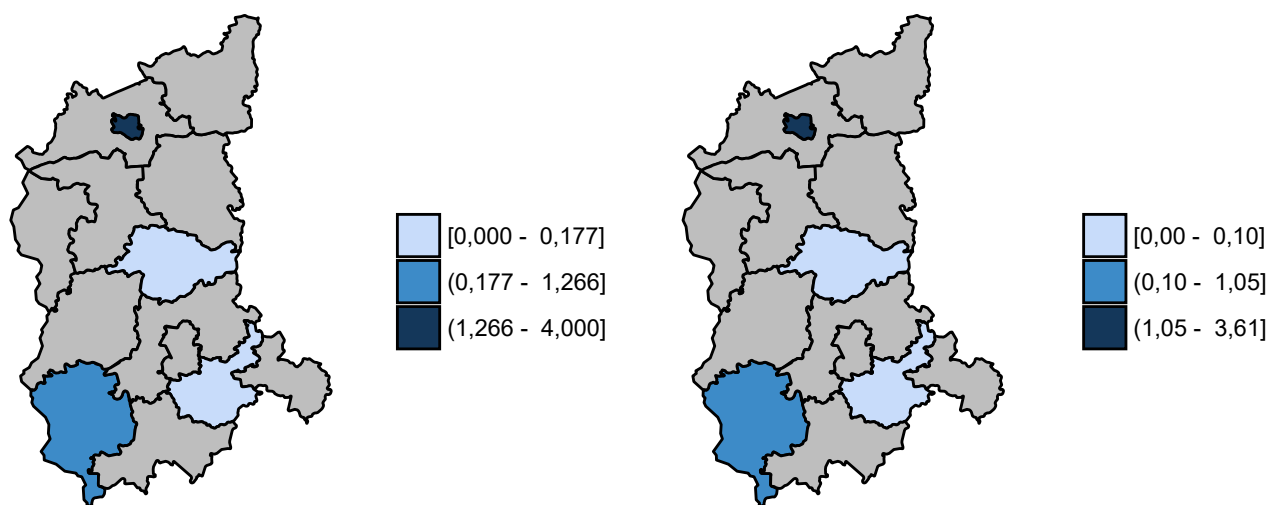 [0,000 - 0,177]
(0,177 - 1,266]
(1,266 - 4,000]
[0,00 - 0,10]
(0,10 - 1,05]
(1,05 - 3,61]